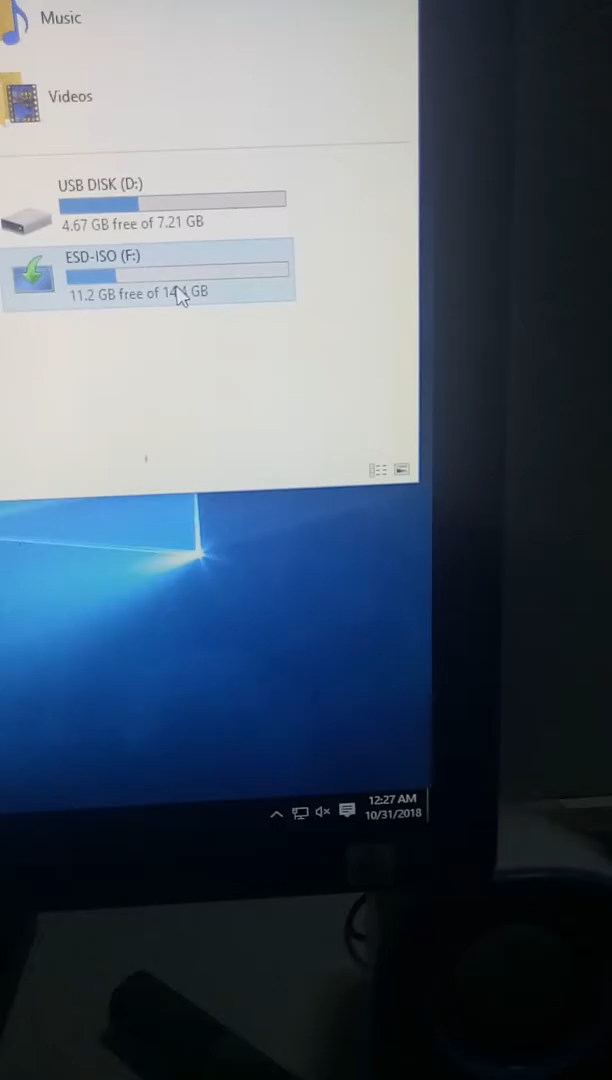 Music
Videos
USB DISK (D:)
4.67 GB free of 7.21 GB
ESD-ISO (F:)
11.2 GB free of GB
12:27 AM
10/31/2018